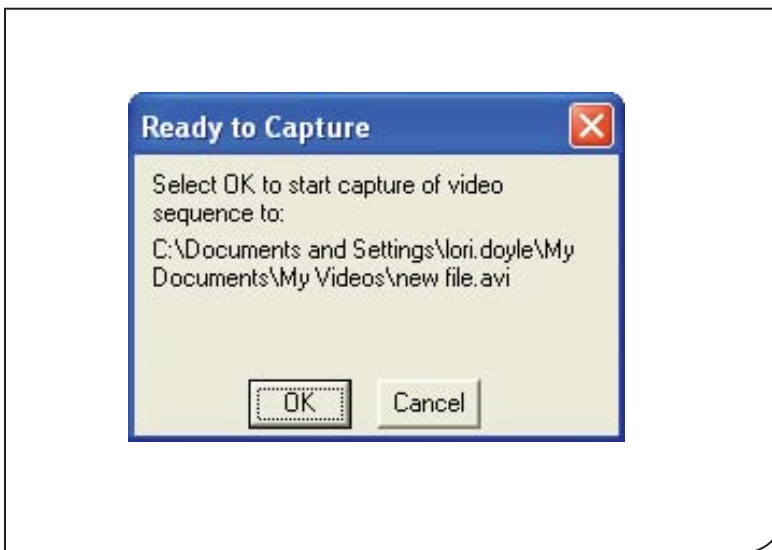 Ready to Capture
Select OK to start capture of video
sequence to:
C:\Documents and Settings\lori.doyle\My
Documents\My Videos\new file.avi
OK
Cancel